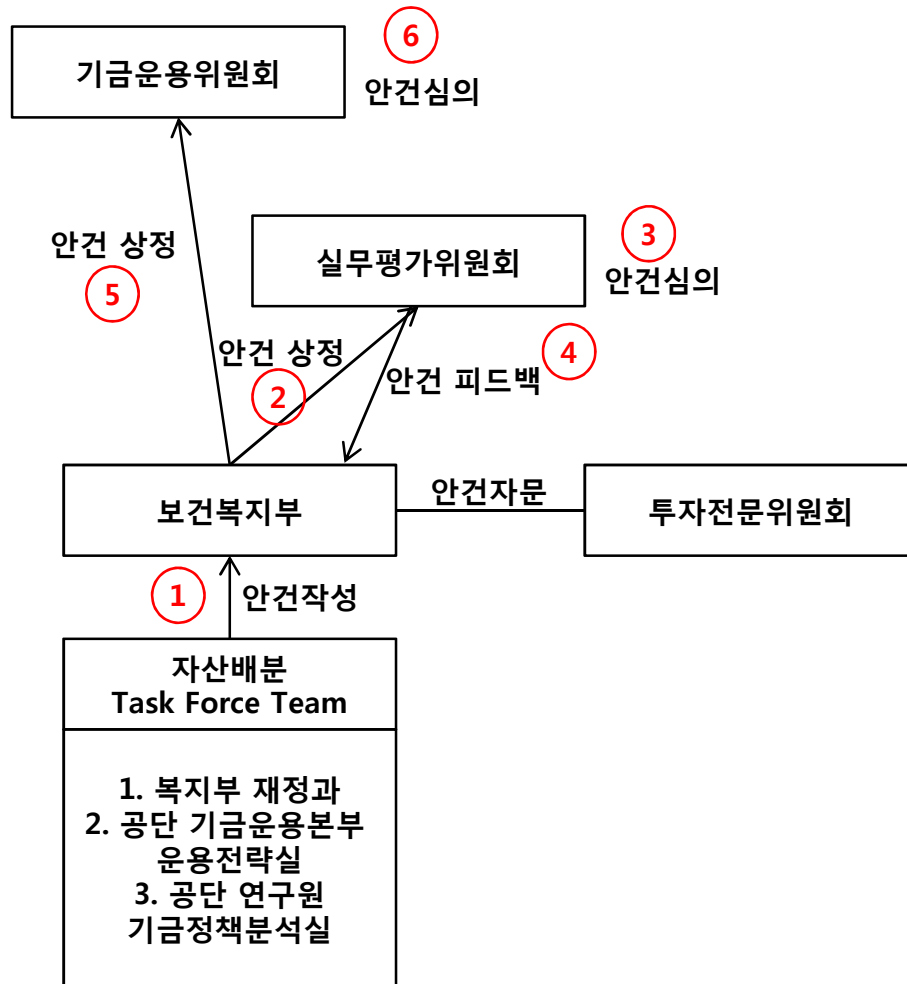 6
기금운용위원회
안건심의
3
안건 상정
실무평가위원회
안건심의
5
안건 상정
4
2
안건 피드백
안건자문
보건복지부
투자전문위원회
1
안건작성
자산배분
Task Force Team
1. 복지부 재정과
2. 공단 기금운용본부
운용전략실
3. 공단 연구원
기금정책분석실